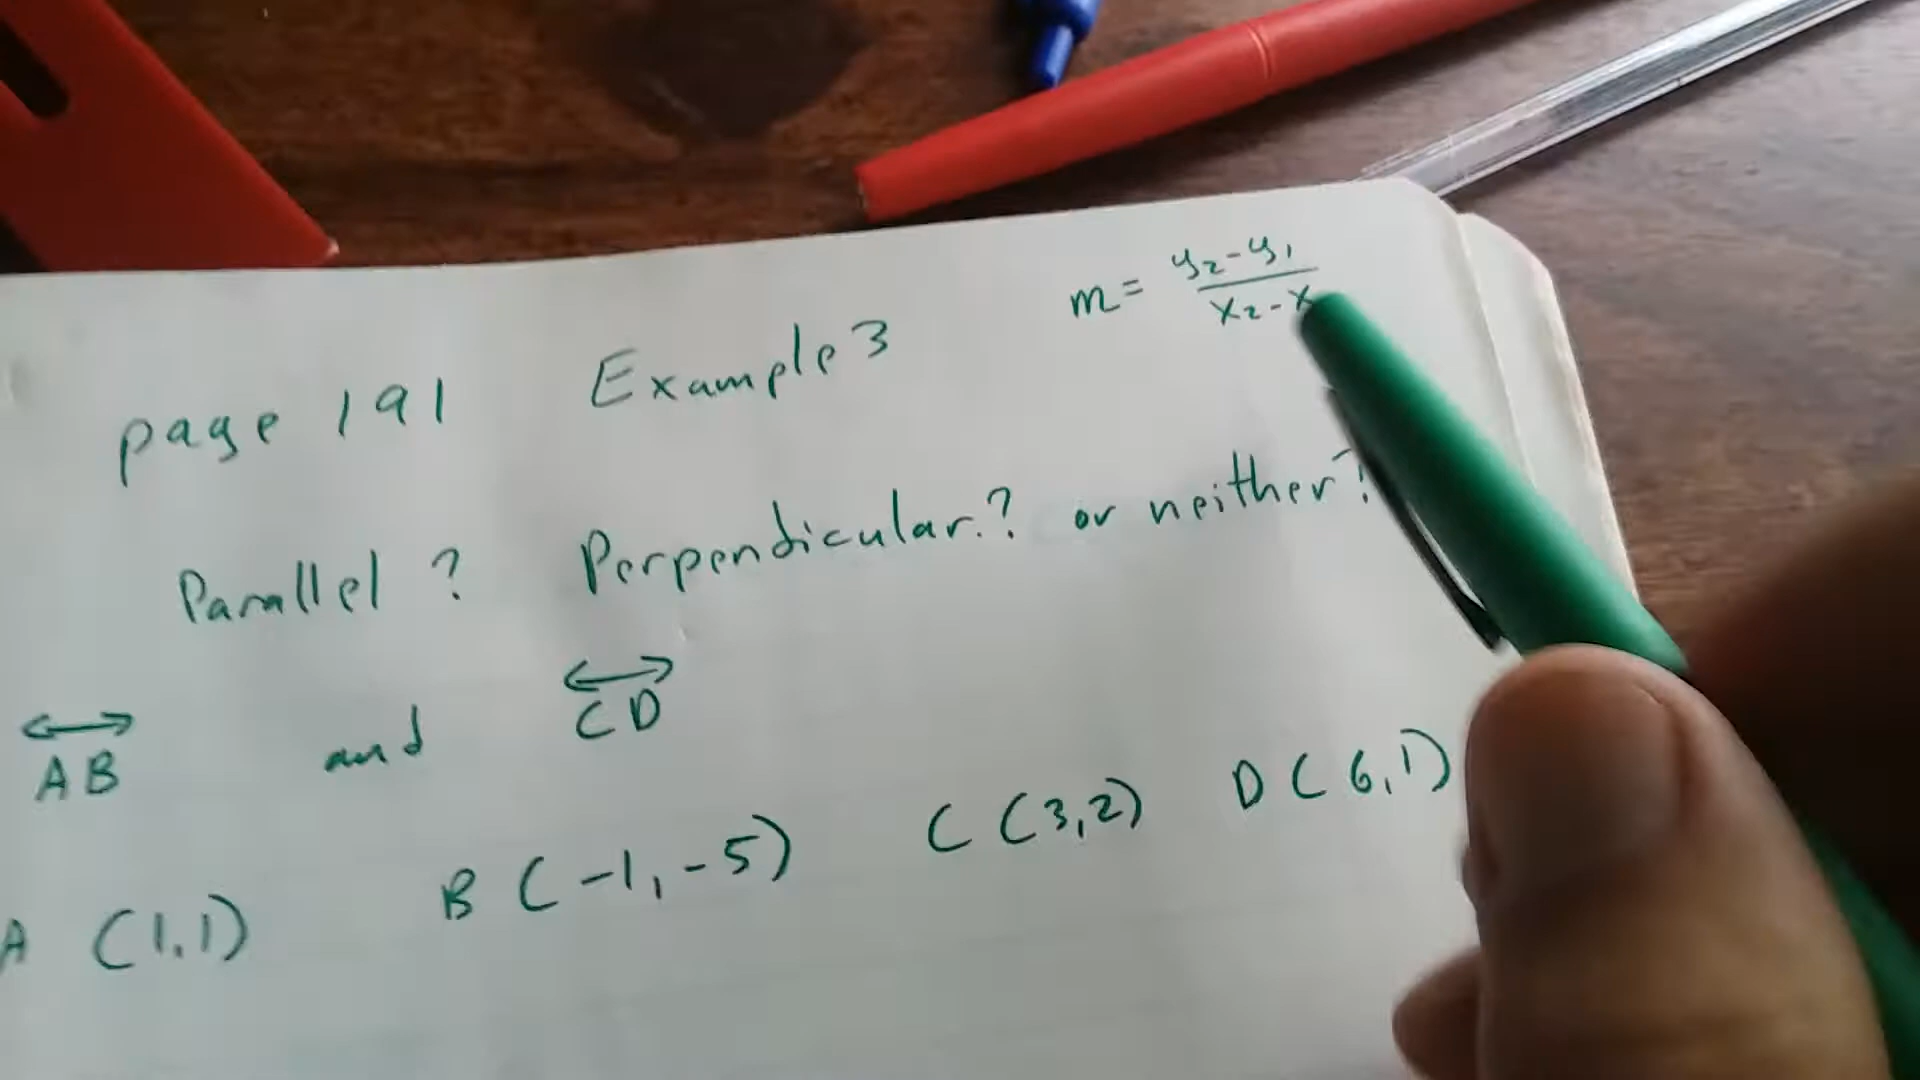 m = y₂-y₁
x₂-x
page 191 Example 3
Parallel ? Perpendicular.? or neither?
AB and CD
A (1,1) B (-1,-5) C (3,2) D (6,1)